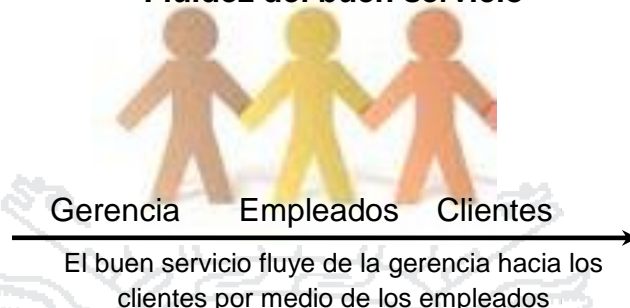 Fluidez del buen servicio
Gerencia Empleados Clientes
El buen servicio fluye de la gerencia hacia los
clientes por medio de los empleados